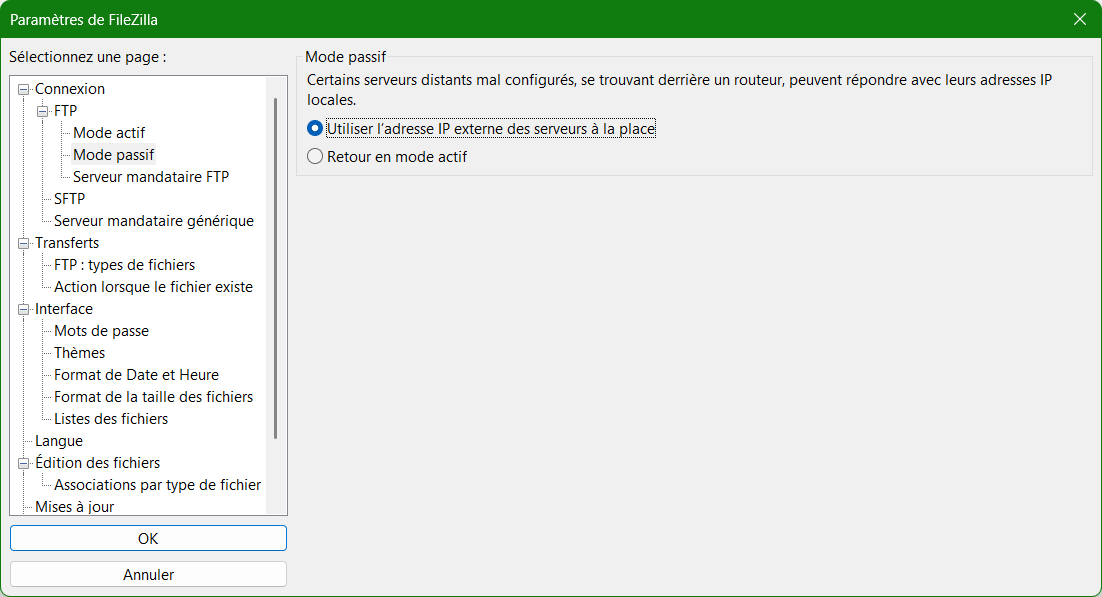 Paramètres de FileZilla
Sélectionnez une page :
Connexion
FTP
Mode actif
Mode passif
Serveur mandataire FTP
SFTP
Serveur mandataire générique
Transferts
FTP : types de fichiers
Action lorsque le fichier existe
Interface
Mots de passe
Thèmes
Format de Date et Heure
Format de la taille des fichiers
Listes des fichiers
Langue
Édition des fichiers
Associations par type de fichier
Mises à jour
OK
Annuler
Mode passif
Certains serveurs distants mal configurés, se trouvant derrière un routeur, peuvent répondre avec leurs adresses IP
locales.
Utiliser l’adresse IP externe des serveurs à la place
Retour en mode actif